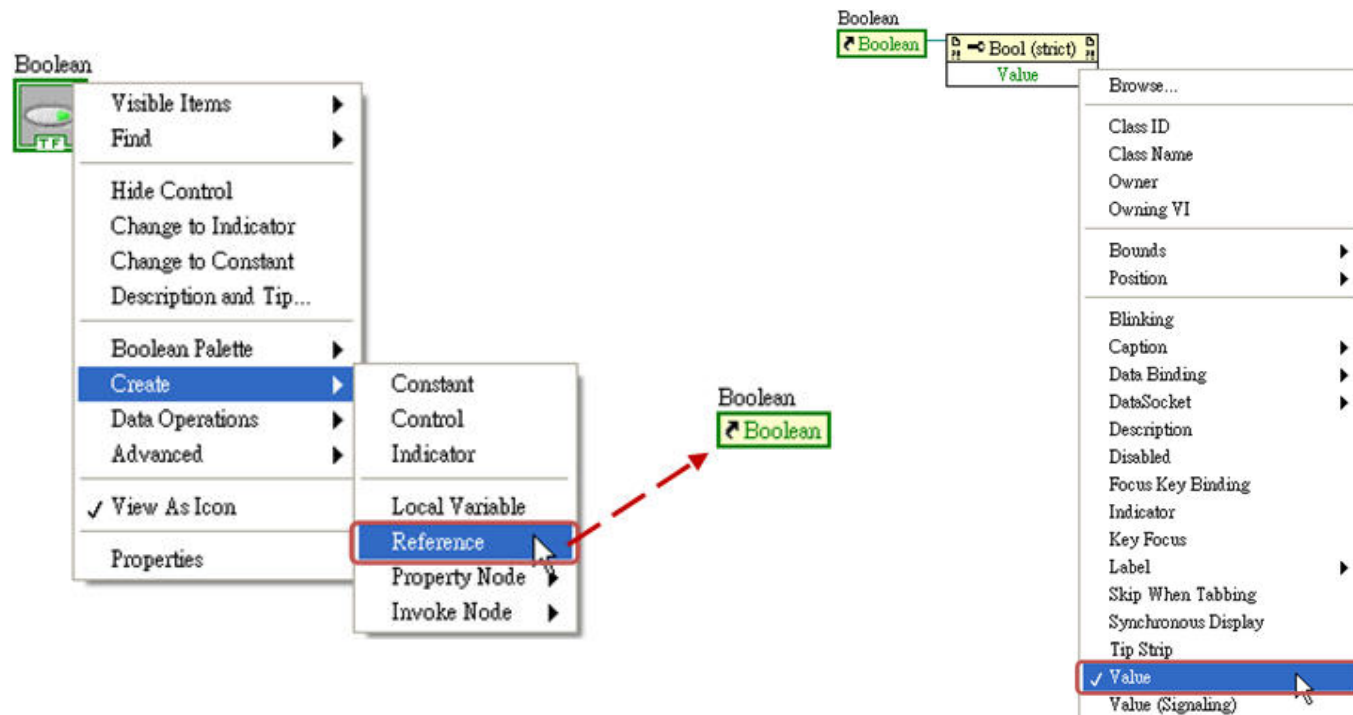 Boolean
TF
Visible Items
Find
Hide Control
Change to Indicator
Change to Constant
Description and Tip...
Boolean Palette
Create
Data Operations
Advanced
View As Icon
Properties
Constant
Control
Indicator
Local Variable
Reference
Property Node
Invoke Node
Boolean
Boolean
Boolean
Boolean
Bool (strict)
Value
Browse...
Class ID
Class Name
Owner
Owning VI
Bounds
Position
Blinking
Caption
Data Binding
DataSocket
Description
Disabled
Focus Key Binding
Indicator
Key Focus
Label
Skip When Tabbing
Synchronous Display
Tip Strip
Value
Value (Signaling)